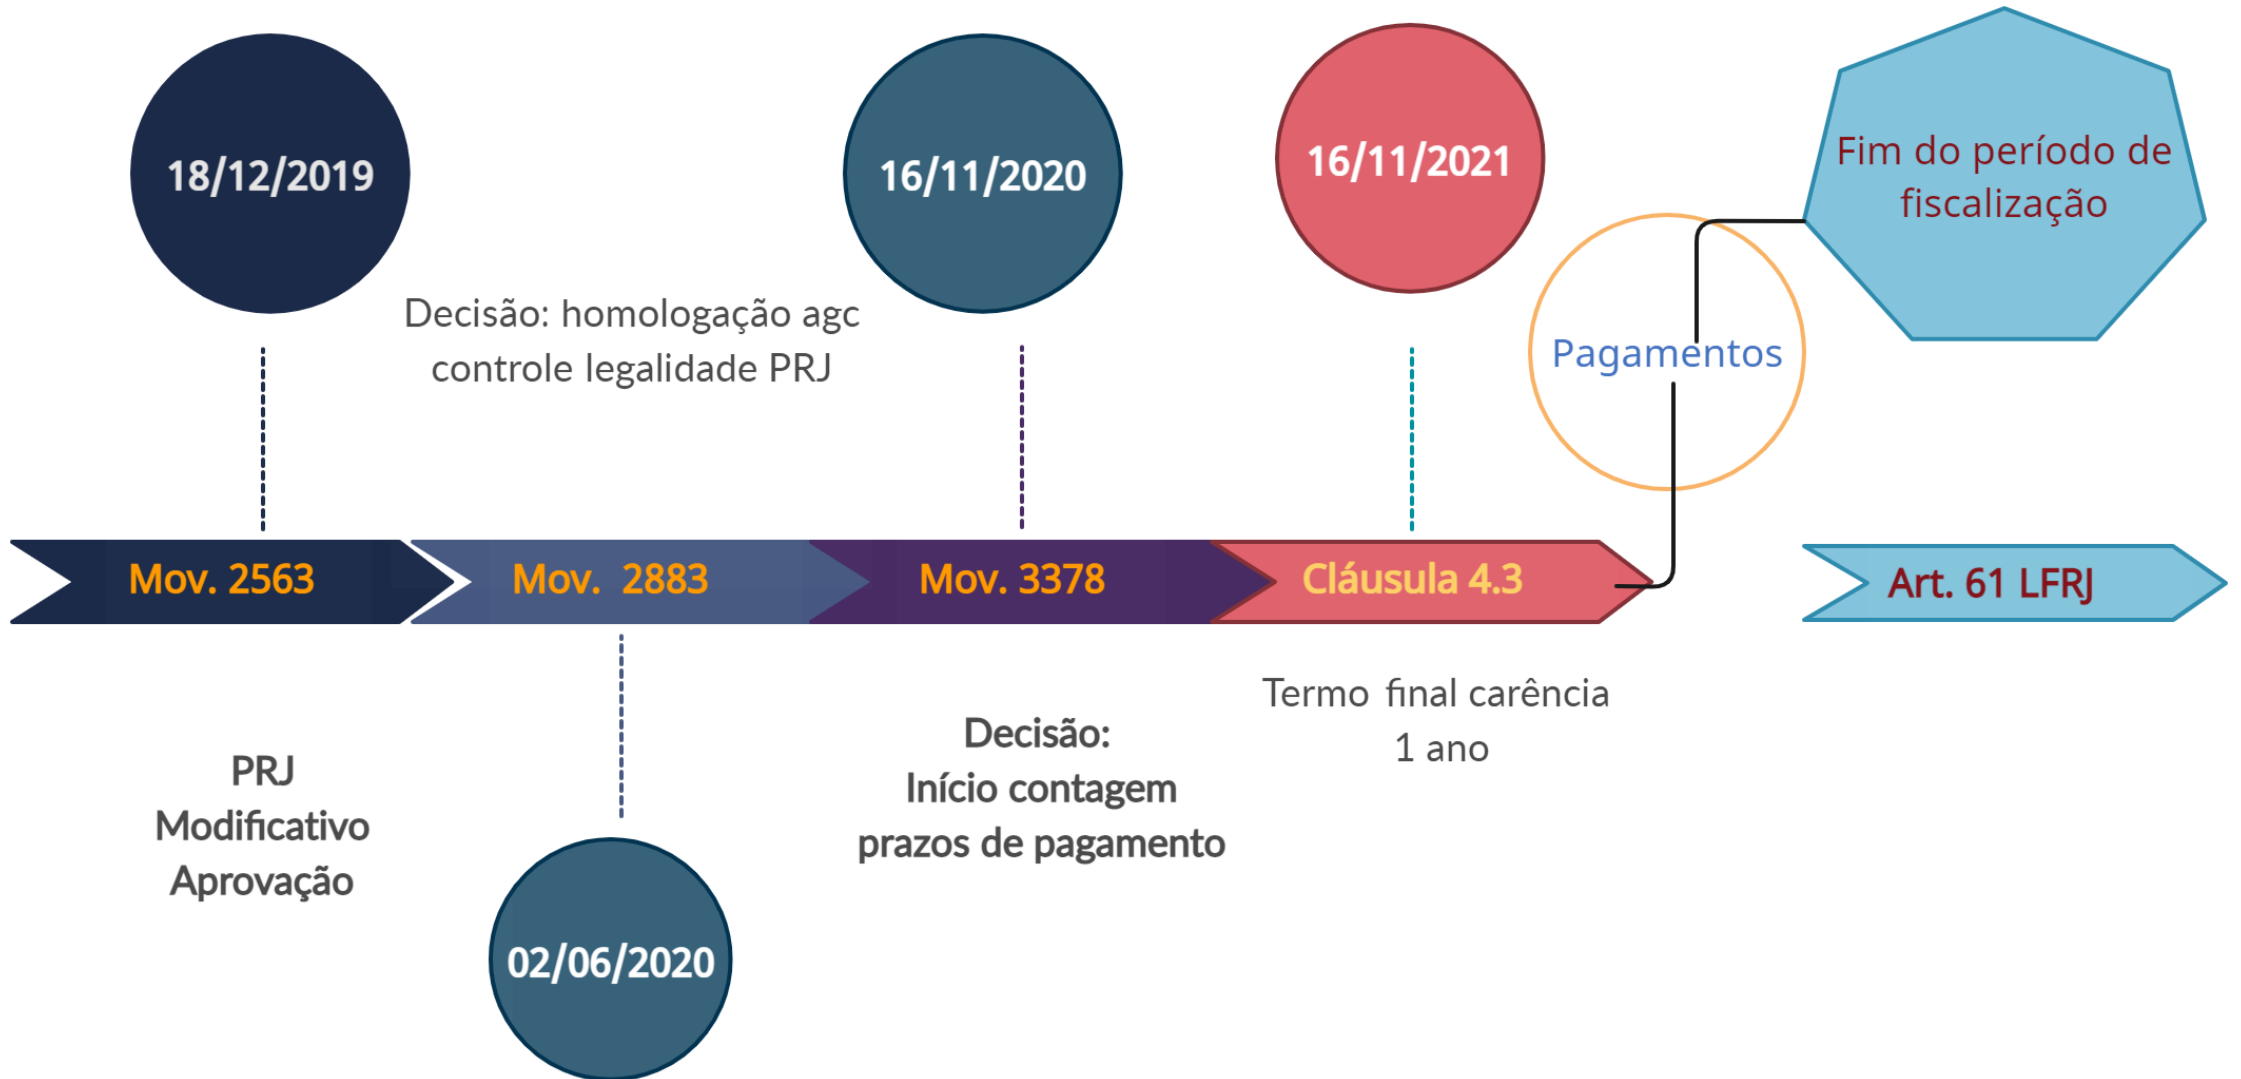 18/12/2019
16/11/2020
16/11/2021
Fim do período de
fiscalização
Decisão: homologação agc
controle legalidade PRJ
Pagamentos
Mov. 2563
Mov. 2883
Mov. 3378
Cláusula 4.3
Art. 61 LFRJ
PRJ
Modificativo
Aprovação
02/06/2020
Decisão:
Início contagem
prazos de pagamento
Termo final carência
1 ano